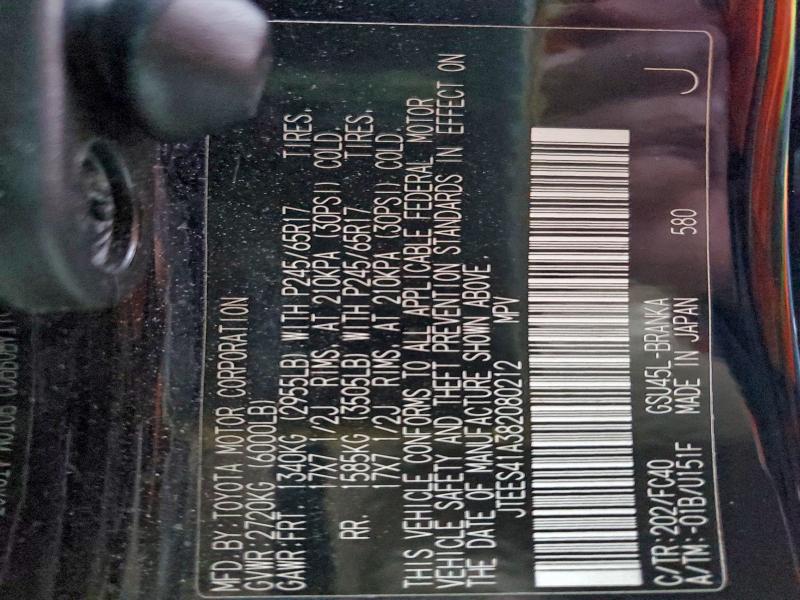 MFD.BY:TOYOTA MOTOR CORPORATION
GVWR:2720KG (6000LB)
GAWR:FRT. 1340KG (2955LB) WITH P245/65R17 TIRES,
17X7 1/2J RIMS, AT 210KPA (30PSI) COLD.
RR. 1585KG (3505LB) WITH P245/65R17 TIRES,
17X7 1/2J RIMS, AT 210KPA (30PSI) COLD.
THIS VEHICLE CONFORMS TO ALL APPLICABLE FEDERAL MOTOR
VEHICLE SAFETY AND THEFT PREVENTION STANDARDS IN EFFECT ON
THE DATE OF MANUFACTURE SHOWN ABOVE.
JTEES41A382080212 MPV
C/TR:202/FC40 GSU45L-BRANKA
A/TM:-01B/U151F MADE IN JAPAN 580 J